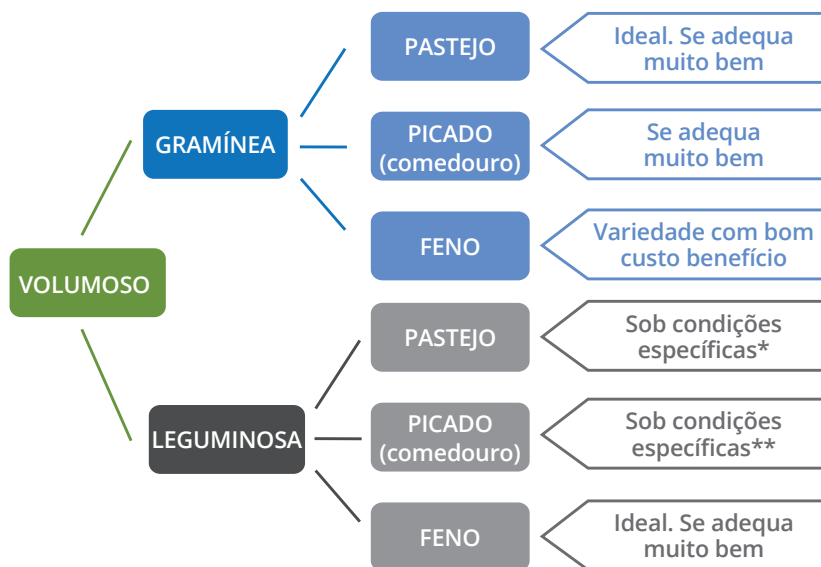 PASTEJO
Ideal. Se adequa
muito bem
GRAMÍNEA
PICADO
(comedouro)
Se adequa
muito bem
FENO
Variedade com bom
custo benefício
VOLUMOSO
PASTEJO
Sob condições
específicas*
LEGUMINOSA
PICADO
(comedouro)
Sob condições
específicas**
FENO
Ideal. Se adequa
muito bem